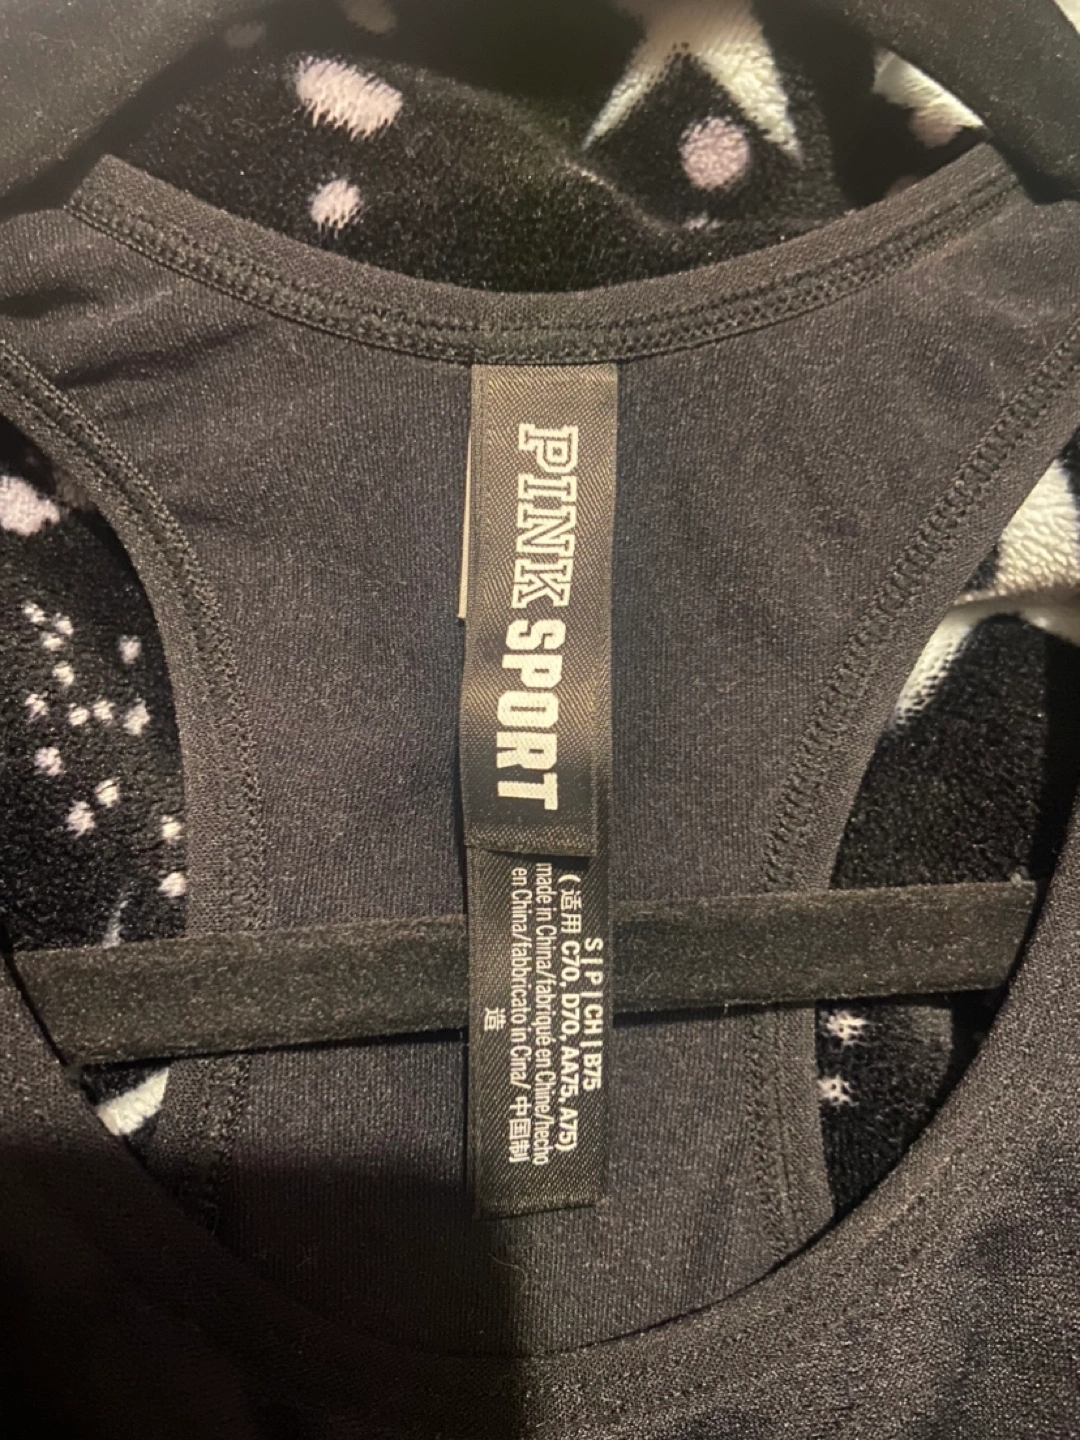 PINK SPORT
S | P | CH | B75
(适用 C70, D70, AA75, A75)
made in China/fabriqué en Chine/hecho
en China/fabbricato in Cina/ 中国制
造